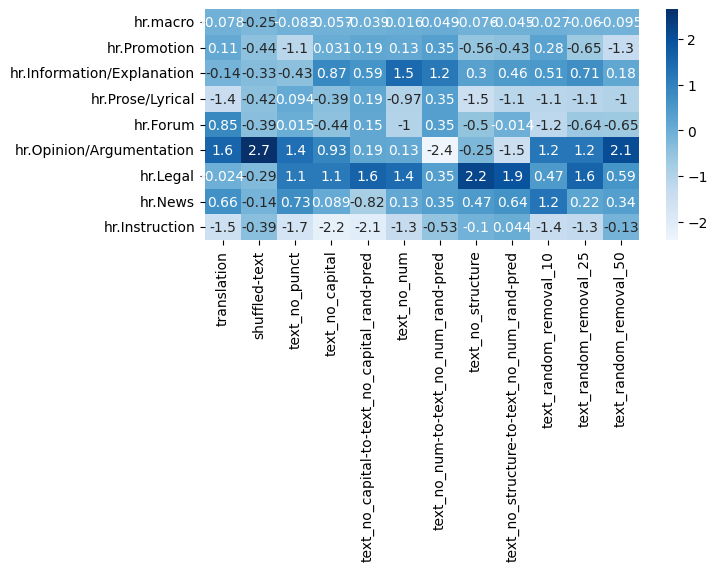 hr.macro -0.078 -0.25 -0.083 -0.057 -0.039 0.016 0.049 -0.076 -0.045 -0.027 -0.06 -0.095
hr.Promotion 0.11 -0.44 -1.1 0.031 0.19 0.13 0.35 -0.56 -0.43 0.28 -0.65 -1.3
hr.Information/Explanation -0.14 -0.33 -0.43 0.87 0.59 1.5 1.2 0.3 0.46 0.51 0.71 0.18
hr.Prose/Lyrical -1.4 -0.42 0.094 -0.39 0.19 -0.97 0.35 -1.5 -1.1 -1.1 -1.1 -1
hr.Forum 0.85 -0.39 0.015 -0.44 0.15 -1 0.35 -0.5 -0.014 -1.2 -0.64 -0.65
hr.Opinion/Argumentation 1.6 2.7 1.4 0.93 0.19 0.13 -2.4 -0.25 -1.5 1.2 1.2 2.1
hr.Legal -0.024 -0.29 1.1 1.1 1.6 1.4 0.35 2.2 1.9 0.47 1.6 0.59
hr.News 0.66 -0.14 0.73 0.089 -0.82 0.13 0.35 0.47 0.64 1.2 0.22 0.34
hr.Instruction -1.5 -0.39 -1.7 -2.2 -2.1 -1.3 -0.53 -0.1 0.044 -1.4 -1.3 -0.13
translation
shuffled-text
text_no_punct
text_no_capital
text_no_capital-to-text_no_capital_rand-pred
text_no_num
text_no_num-to-text_no_num_rand-pred
text_no_structure
text_no_structure-to-text_no_num_rand-pred
text_random_removal_10
text_random_removal_25
text_random_removal_50
2
1
0
−1
−2